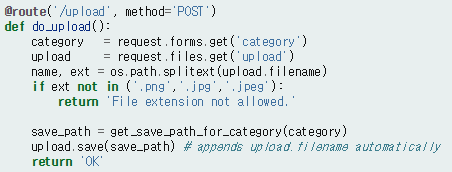 @route('/upload', method='POST')
def do_upload():
    category   = request.forms.get('category')
    upload     = request.files.get('upload')
    name, ext = os.path.splitext(upload.filename)
    if ext not in ('.png','.jpg','.jpeg'):
        return 'File extension not allowed.'

    save_path = get_save_path_for_category(category)
    upload.save(save_path) # appends upload.filename automatically
    return 'OK'